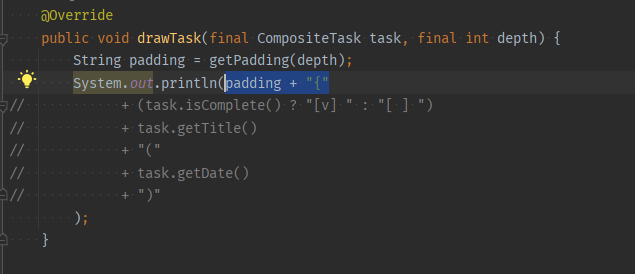 @Override
public void drawTask(final CompositeTask task, final int depth) {
    String padding = getPadding(depth);
    System.out.println(padding + "{"
//            + (task.isComplete() ? "[v] " : "[ ] ")
//            + task.getTitle()
//            + "("
//            + task.getDate()
//            + ")"
    );
}